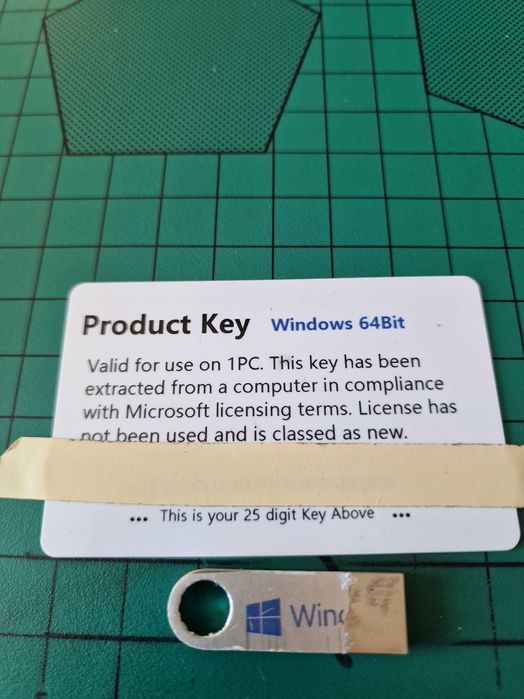 Product Key Windows 64Bit
Valid for use on 1PC. This key has been
extracted from a computer in compliance
with Microsoft licensing terms. License has
not been used and is classed as new.
... This is your 25 digit Key Above ...
Wind